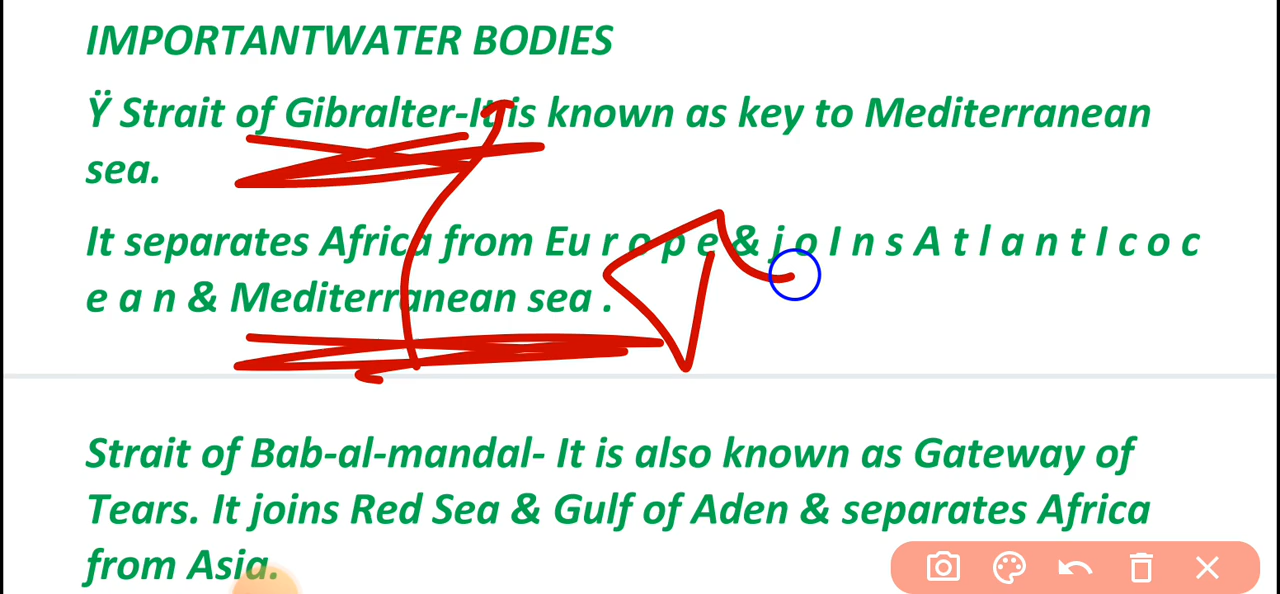 IMPORTANTWATER BODIES
Ÿ Strait of Gibralter-It is known as key to Mediterranean
sea.
It separates Africa from Eu r o p e & j o I n s A t l a n t I c o c
e a n & Mediterranean sea .
Strait of Bab-al-mandal- It is also known as Gateway of
Tears. It joins Red Sea & Gulf of Aden & separates Africa
from Asia.